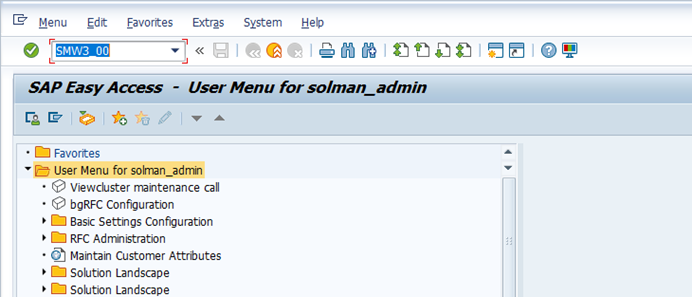 Menu Edit Favorites Extras System Help
SMW3_00
SAP Easy Access - User Menu for solman_admin
Favorites
User Menu for solman_admin
Viewcluster maintenance call
bgRFC Configuration
Basic Settings Configuration
RFC Administration
Maintain Customer Attributes
Solution Landscape
Solution Landscape